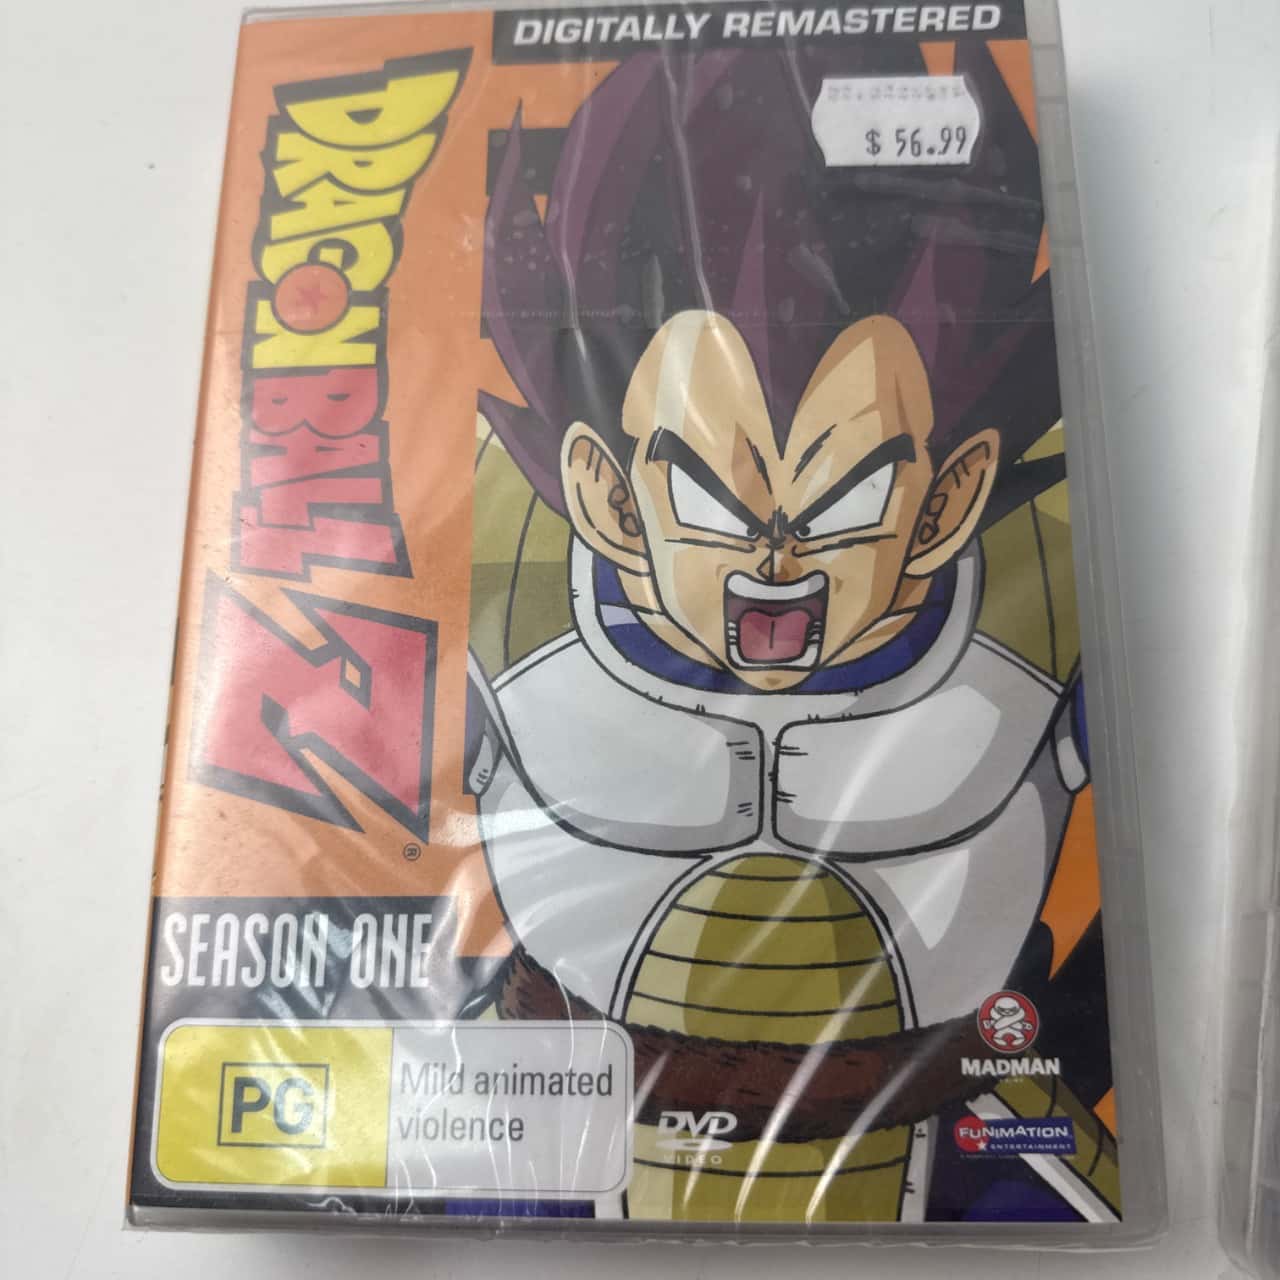 DIGITALLY REMASTERED
$ 56.99
DRAGON BALL Z
®
SEASON ONE
PG
Mild animated
violence
DVD
VIDEO
MADMAN
FUNIMATION
ENTERTAINMENT